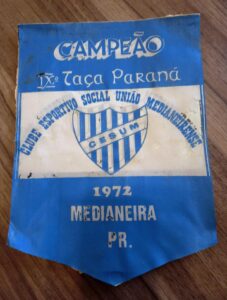 CAMPEÃO
IXª Taça Paraná
CLUBE ESPORTIVO SOCIAL UNIÃO MEDIANEIRENSE
CESUM
1972
MEDIANEIRA
PR.